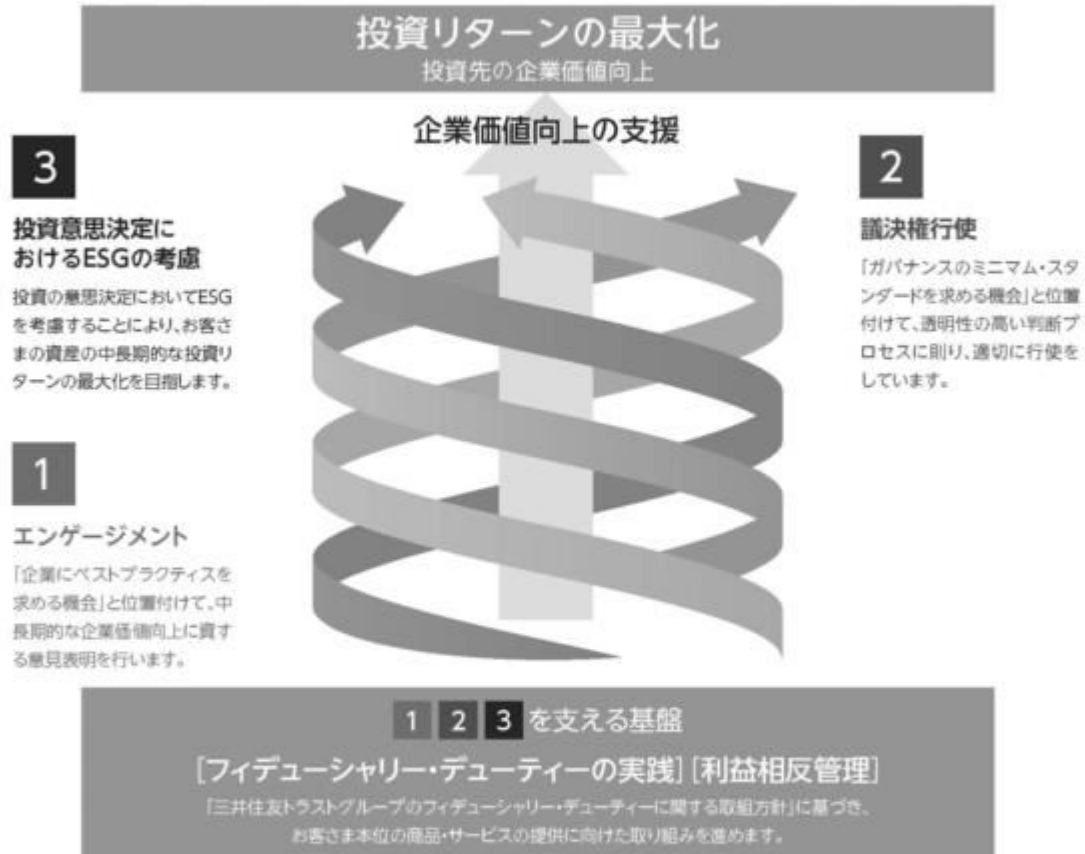 投資リターンの最大化
投資先の企業価値向上
企業価値向上の支援
3
投資意思決定に
おけるESGの考慮
投資の意思決定においてESG
を考慮することにより、お客さ
まの資産の中長期的な投資リ
ターンの最大化を目指します。
2
議決権行使
「ガバナンスのミニマム・スタ
ンダードを求める機会」と位置
付けて、透明性の高い判断プ
ロセスに則り、適切に行使を
しています。
1
エンゲージメント
「企業にベストプラクティスを
求める機会」と位置付けて、中
長期的な企業価値向上に資す
る意見表明を行います。
1 2 3 を支える基盤
[フィデューシャリー・デューティーの実践] [利益相反管理]
「三井住友トラストグループのフィデューシャリー・デューティーに関する取組方針」に基づき、
お客さま本位の商品・サービスの提供に向けた取り組みを進めます。